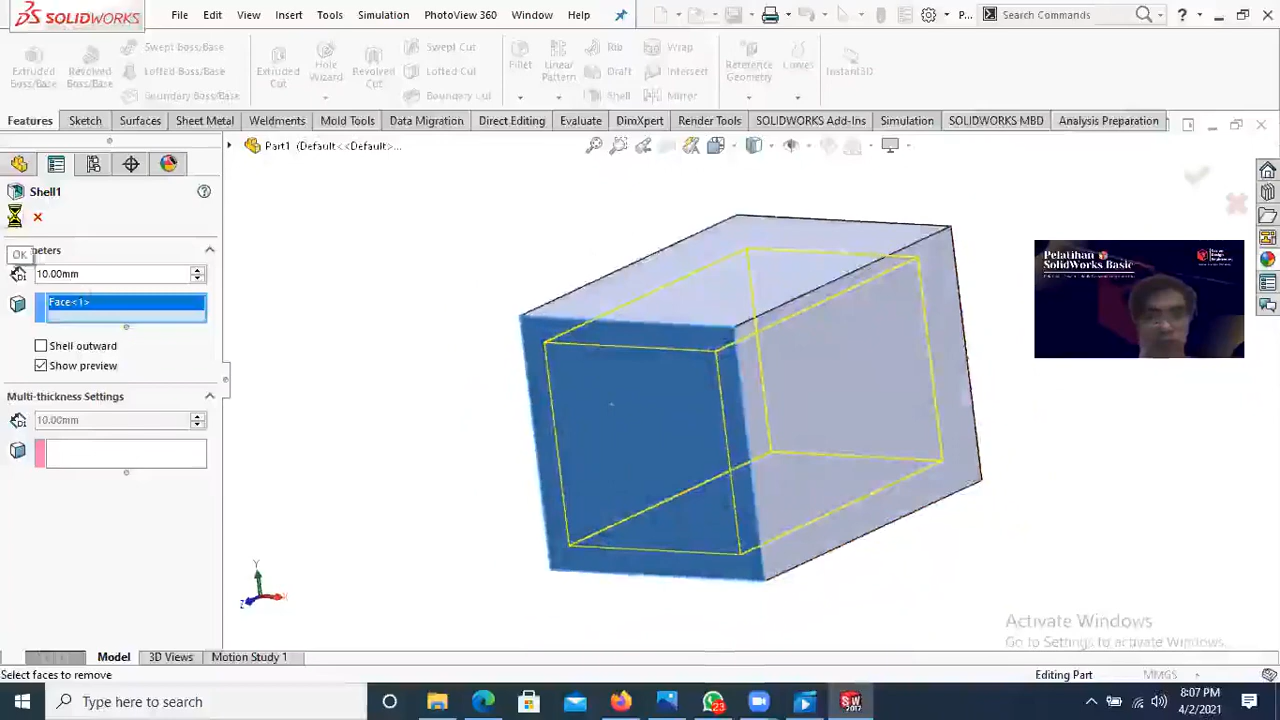 SOLIDWORKS
File
Edit
View
Insert
Tools
Simulation
PhotoView 360
Window
Help
P...
Search Commands
?
Extruded Boss/Base
Revolved Boss/Base
Swept Boss/Base
Lofted Boss/Base
Boundary Boss/Base
Extruded Cut
Hole Wizard
Revolved Cut
Swept Cut
Lofted Cut
Boundary Cut
Fillet
Linear Pattern
Rib
Draft
Shell
Wrap
Intersect
Mirror
Reference Geometry
Curves
Instant3D
Features
Sketch
Surfaces
Sheet Metal
Weldments
Mold Tools
Data Migration
Direct Editing
Evaluate
DimXpert
Render Tools
SOLIDWORKS Add-Ins
Simulation
SOLIDWORKS MBD
Analysis Preparation
Part1 (Default<<Default>...
Shell1
OK
meters
10.00mm
Face<1>
Shell outward
Show preview
Multi-thickness Settings
10.00mm
Pelatihan
SolidWorks Basic
Y
X
Z
Activate Windows
Go to Settings to activate Windows.
Model
3D Views
Motion Study 1
Select faces to remove
Editing Part
MMGS
Type here to search
23
SW
2017
8:07 PM
4/2/2021